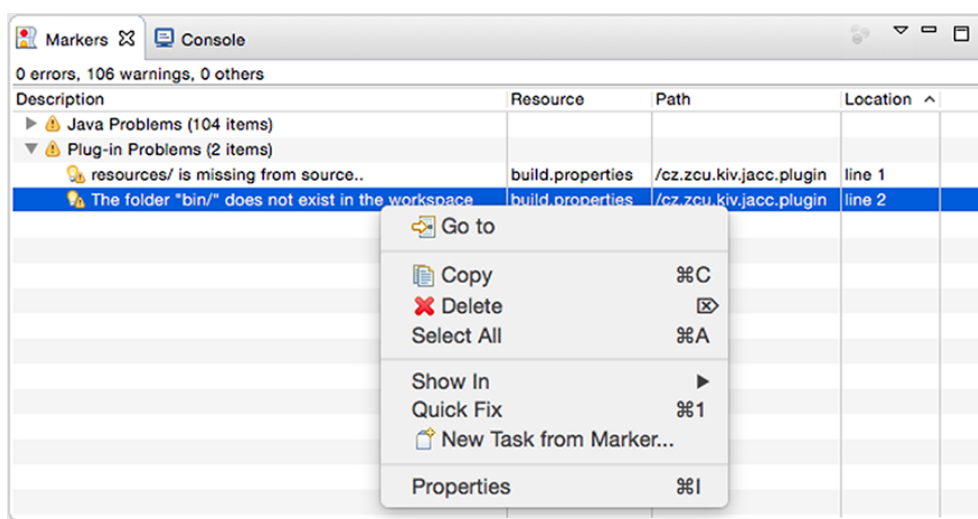 Markers Console
0 errors, 106 warnings, 0 others
Description Resource Path Location
Java Problems (104 items)
Plug-in Problems (2 items)
resources/ is missing from source.. build.properties /cz.zcu.kiv.jacc.plugin line 1
The folder "bin/" does not exist in the workspace build.properties /cz.zcu.kiv.jacc.plugin line 2
Go to
Copy ⌘C
Delete ⌦
Select All ⌘A
Show In ▶
Quick Fix ⌘1
New Task from Marker...
Properties ⌘I